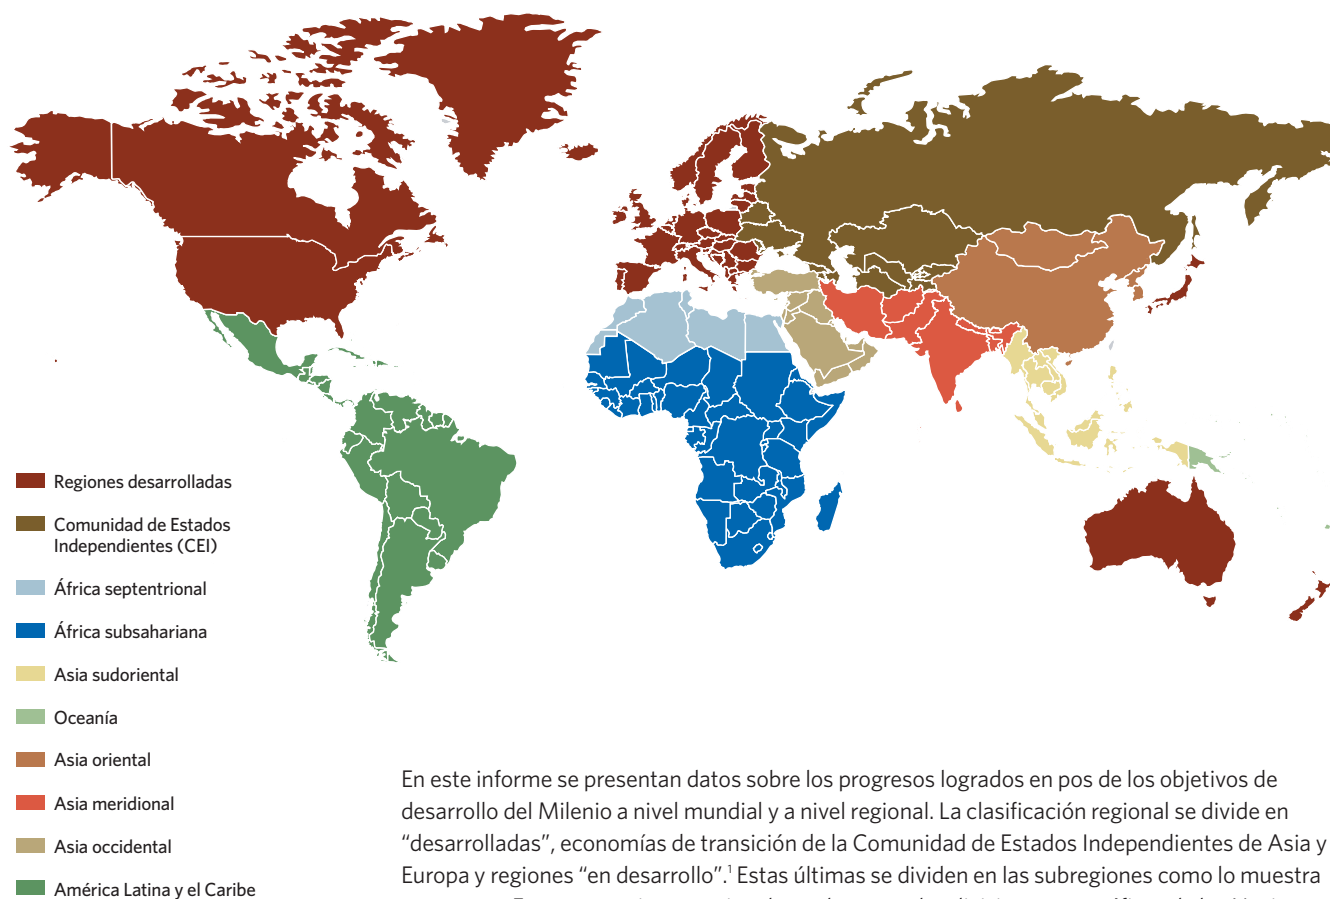 Regiones desarrolladas
Comunidad de Estados
Independientes (CEI)
África septentrional
África subsahariana
Asia sudoriental
Oceanía
Asia oriental
Asia meridional
Asia occidental
América Latina y el Caribe
En este informe se presentan datos sobre los progresos logrados en pos de los objetivos de
desarrollo del Milenio a nivel mundial y a nivel regional. La clasificación regional se divide en
“desarrolladas”, economías de transición de la Comunidad de Estados Independientes de Asia y
Europa y regiones “en desarrollo”.¹ Estas últimas se dividen en las subregiones como lo muestra